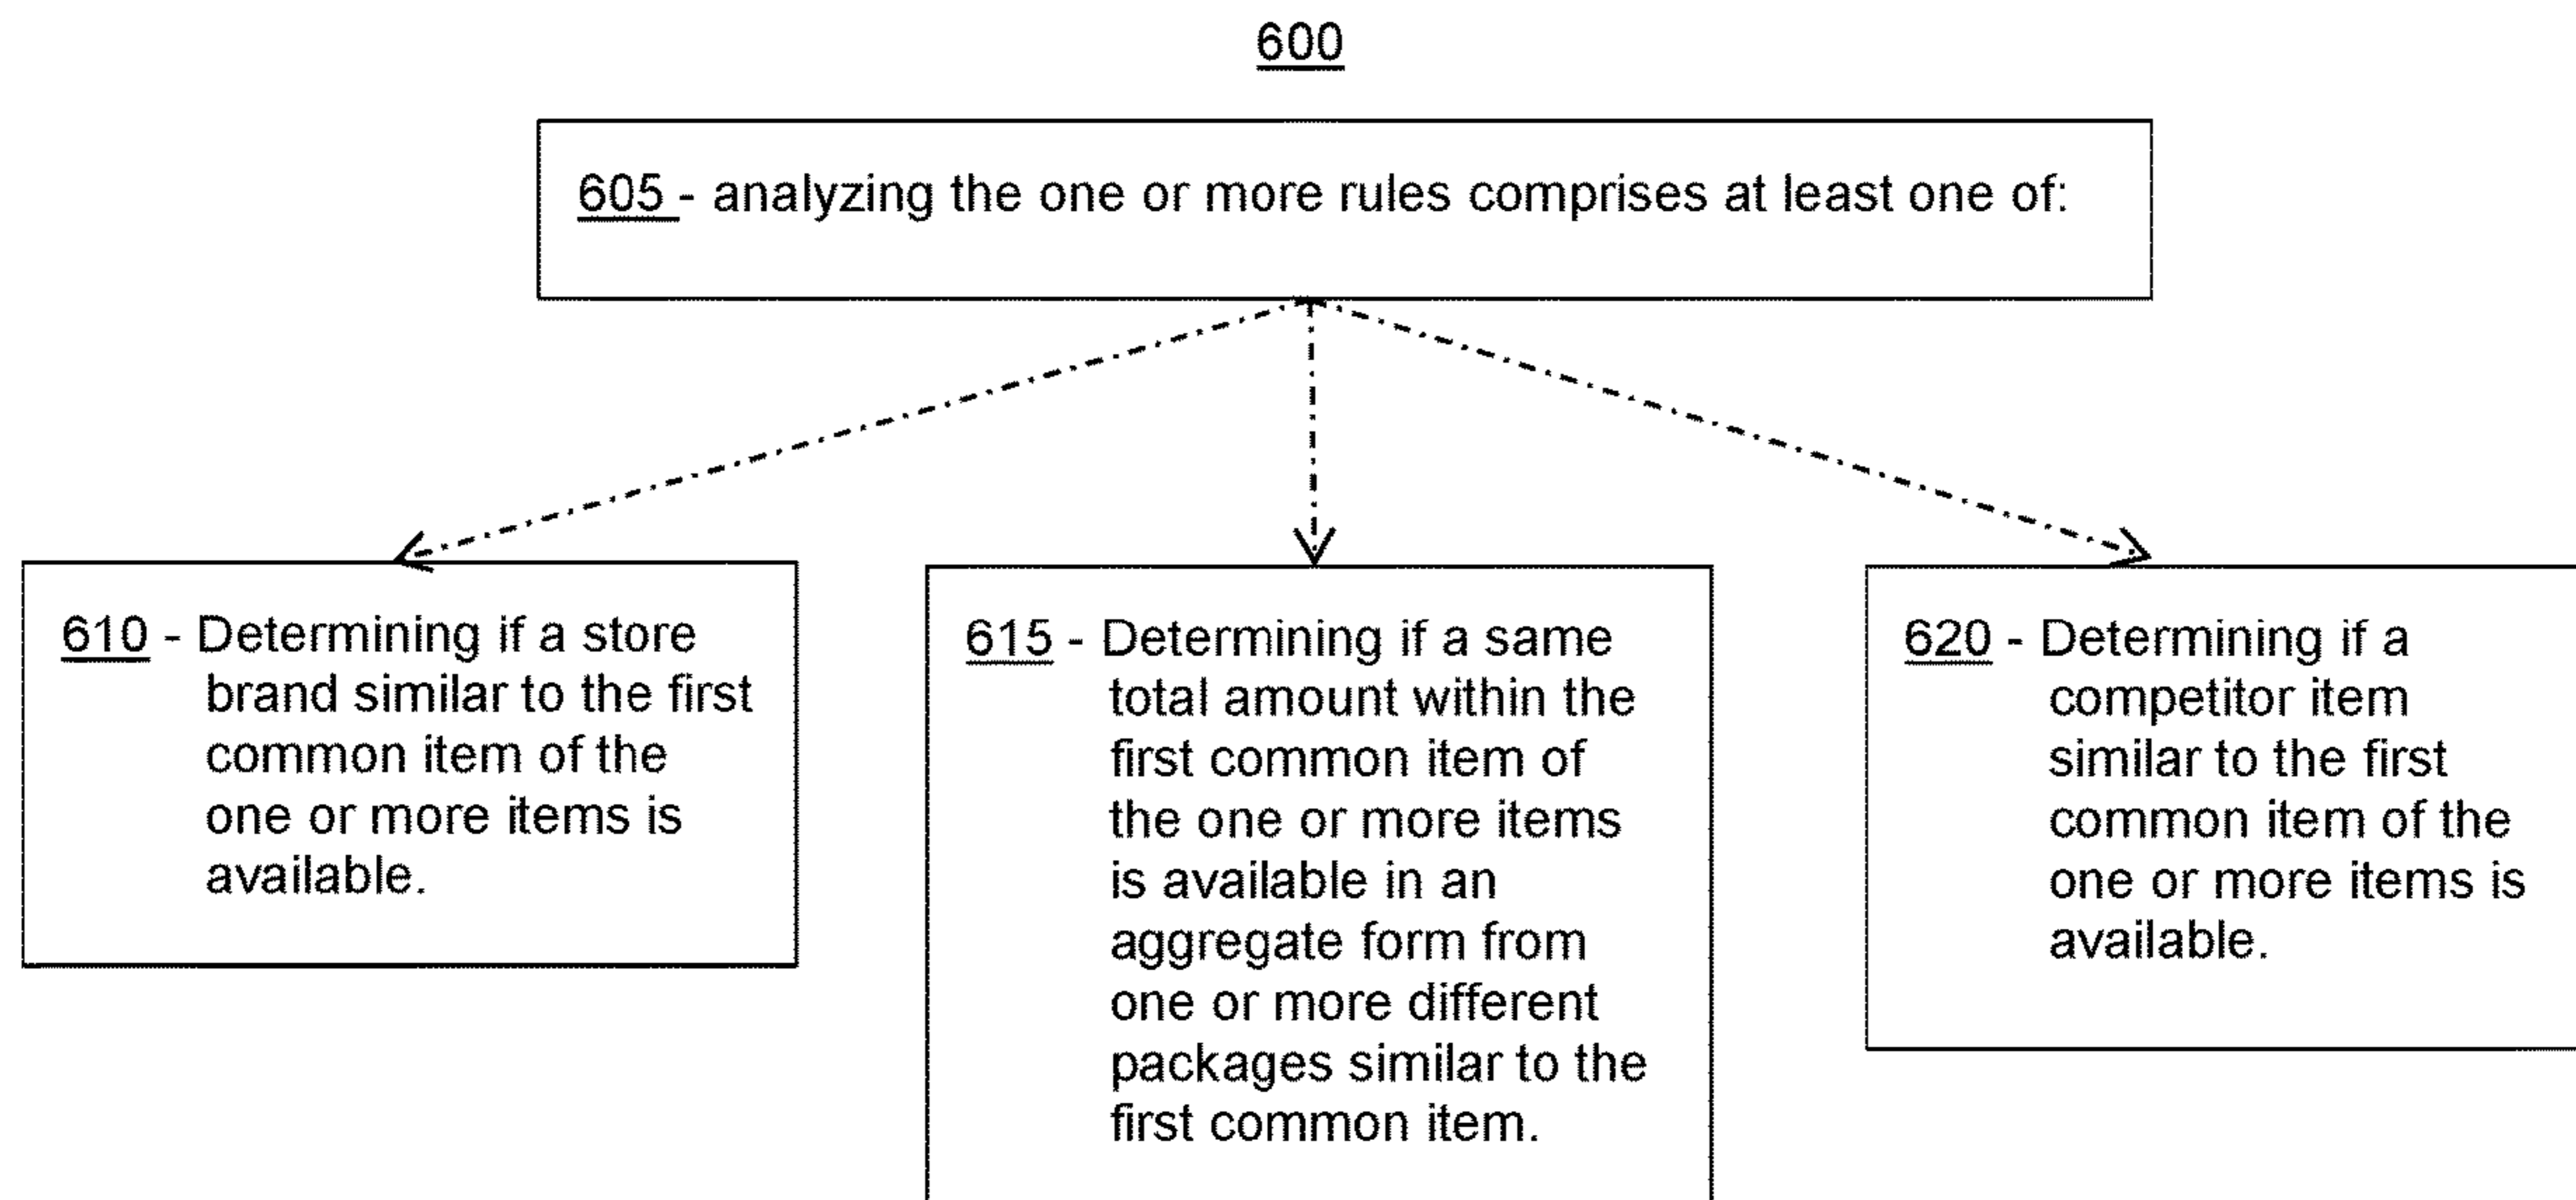 600
605 - analyzing the one or more rules comprises at least one of:
610 - Determining if a store
brand similar to the first
common item of the
one or more items is
available.
615 - Determining if a same
total amount within the
first common item of
the one or more items
is available in an
aggregate form from
one or more different
packages similar to the
first common item.
620 - Determining if a
competitor item
similar to the first
common item of the
one or more items is
available.